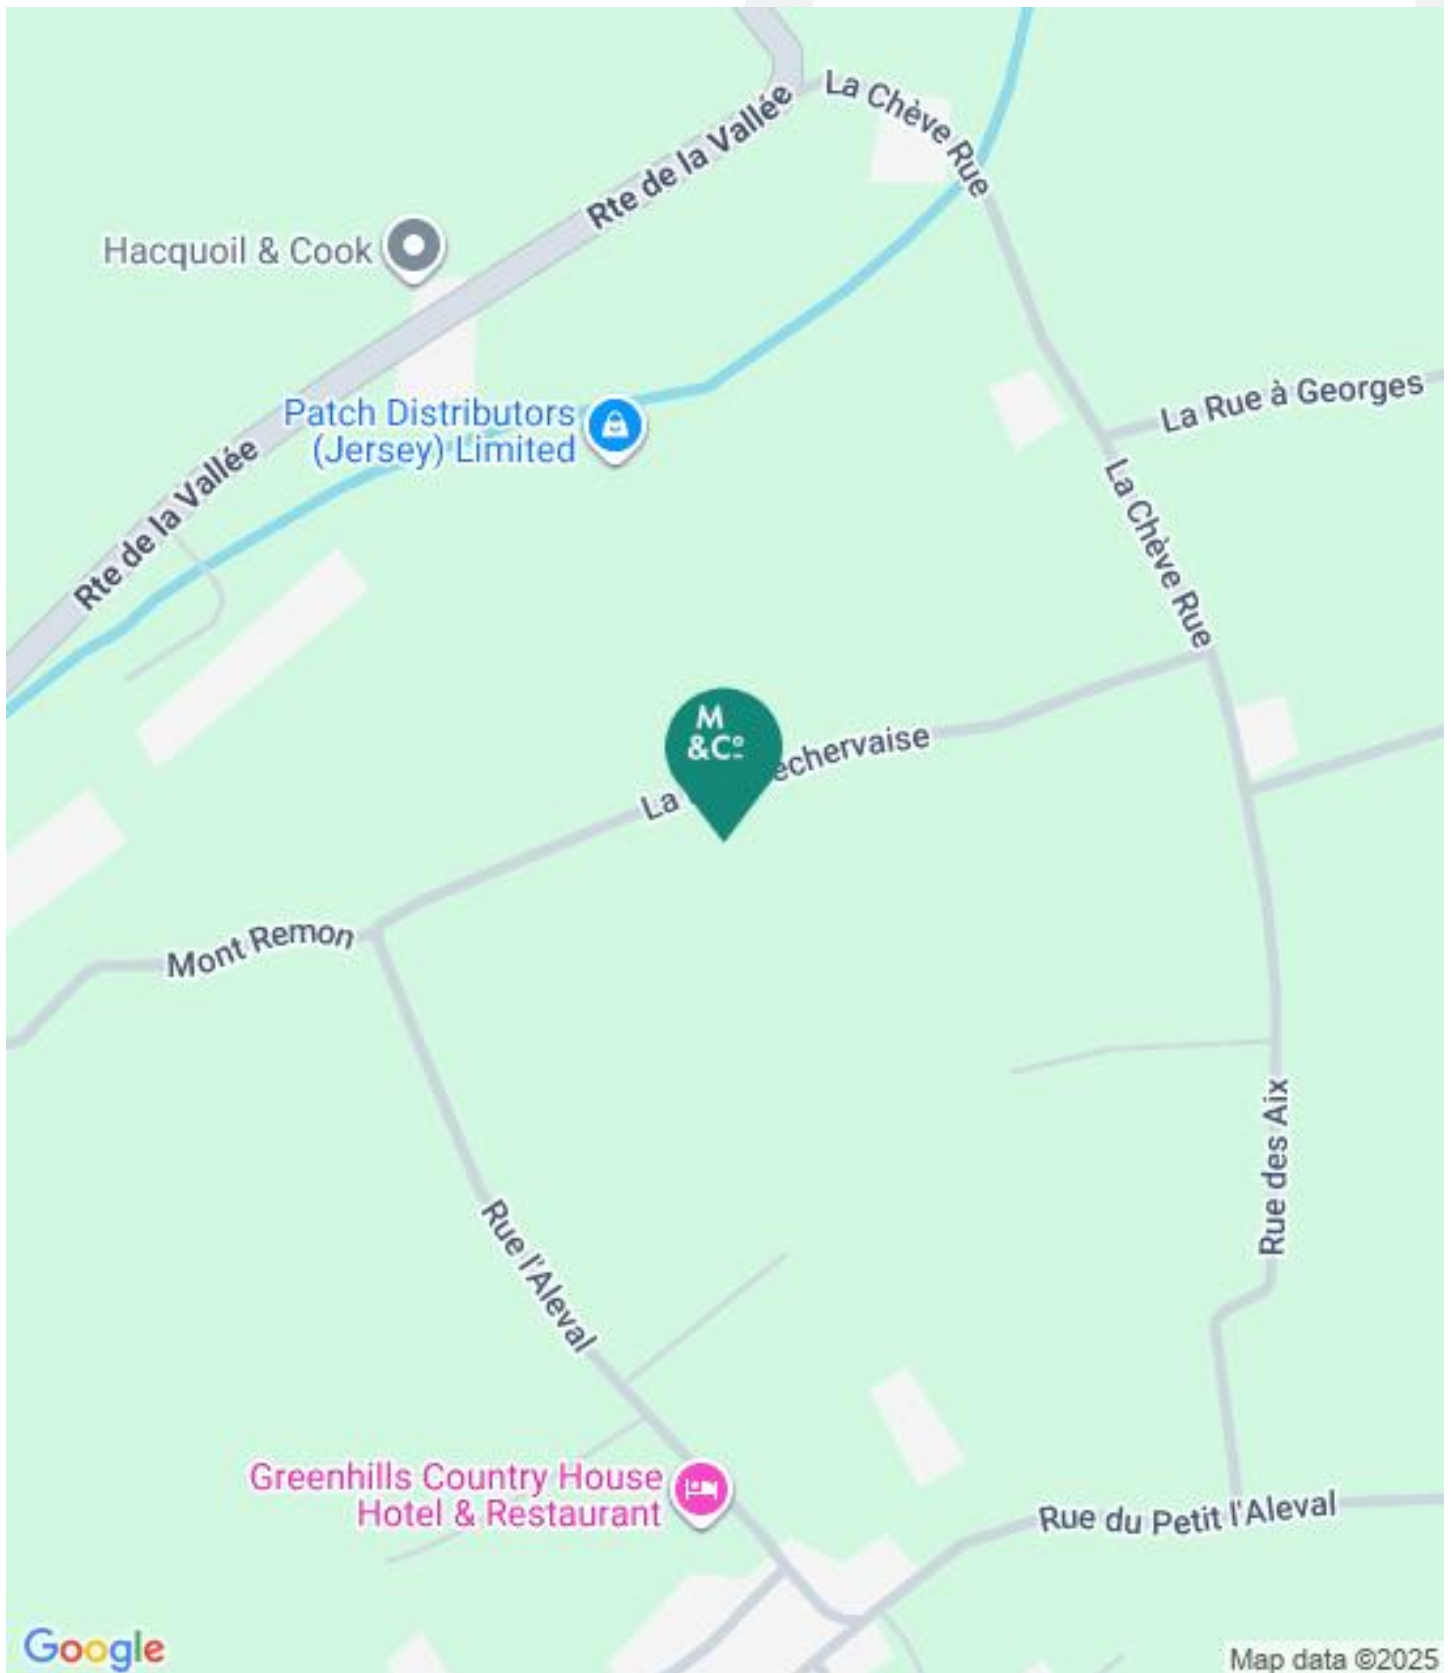 La Chève Rue
Rte de la Vallée
Hacquoil & Cook
La Rue à Georges
Patch Distributors
(Jersey) Limited
Rte de la Vallée
La Chève Rue
M
&Cº
La
Mont Remon
Rue des Aix
Rue l'Aleval
Greenhills Country House
Hotel & Restaurant
Rue du Petit l'Aleval
Google
Map data ©2025